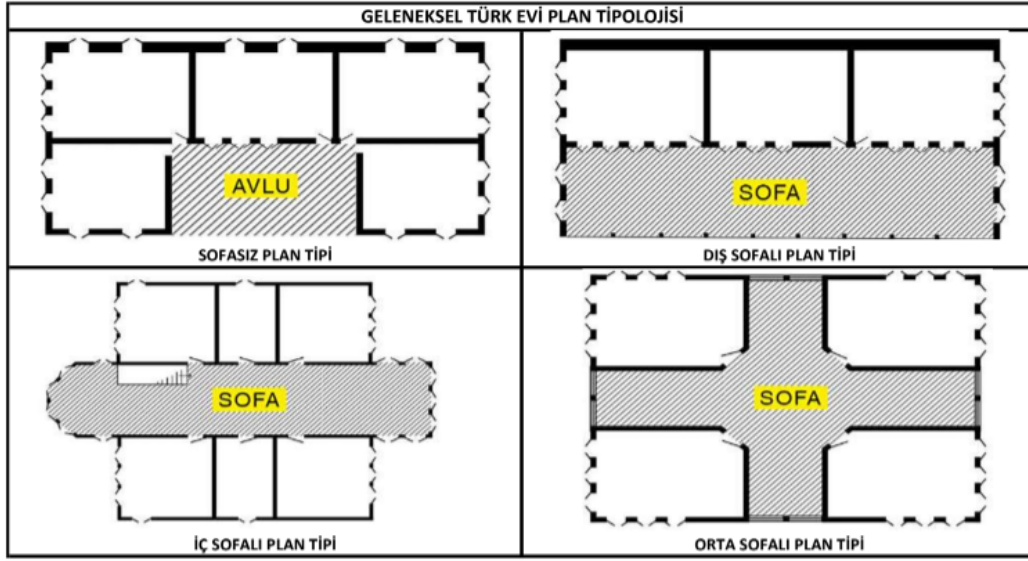 GELENEKSEL TÜRK EVİ PLAN TİPOLOJİSİ
AVLU
SOFASIZ PLAN TİPİ
SOFA
DIŞ SOFALI PLAN TİPİ
SOFA
İÇ SOFALI PLAN TİPİ
SOFA
ORTA SOFALI PLAN TİPİ